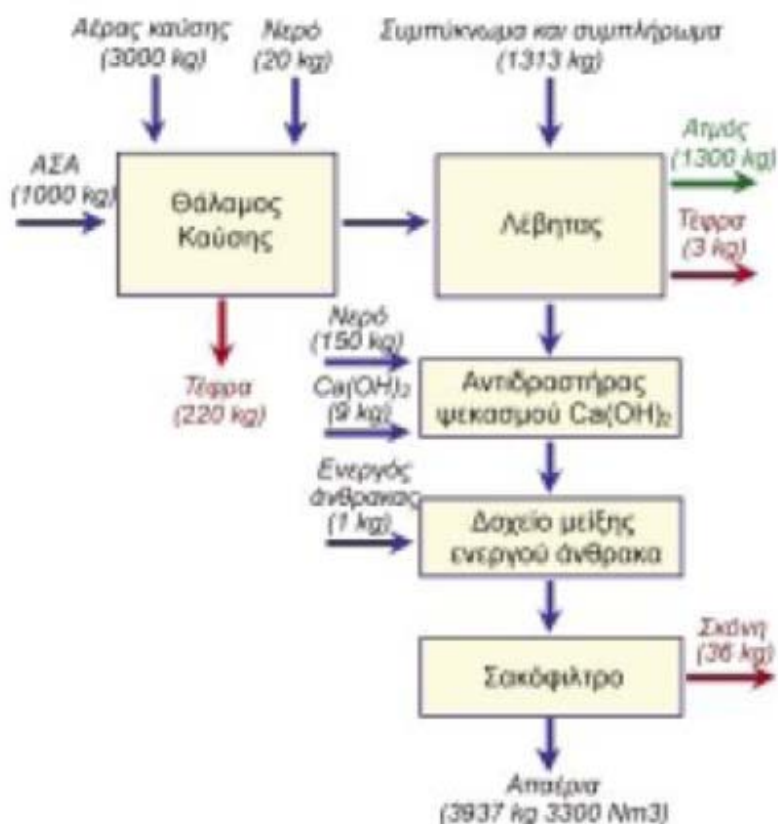 Αέρας καύσης
(3000 kg)
Νερό
(20 kg)
Συμπύκνωμα και συμπλήρωμα
(1313 kg)
ΑΣΑ
(1000 kg)
Θάλαμος
Καύσης
Λέβητας
Ατμός
(1300 kg)
Τέφρα
(3 kg)
Τέφρα
(220 kg)
Νερό
(150 kg)
Ca(OH)₂
(9 kg)
Αντιδραστήρας
ψεκασμού Ca(OH)₂
Ενεργός
άνθρακας
(1 kg)
Δοχείο μείξης
ενεργού άνθρακα
Σακόφιλτρο
Σκόνη
(36 kg)
Απαέρια
(3937 kg 3300 Nm3)